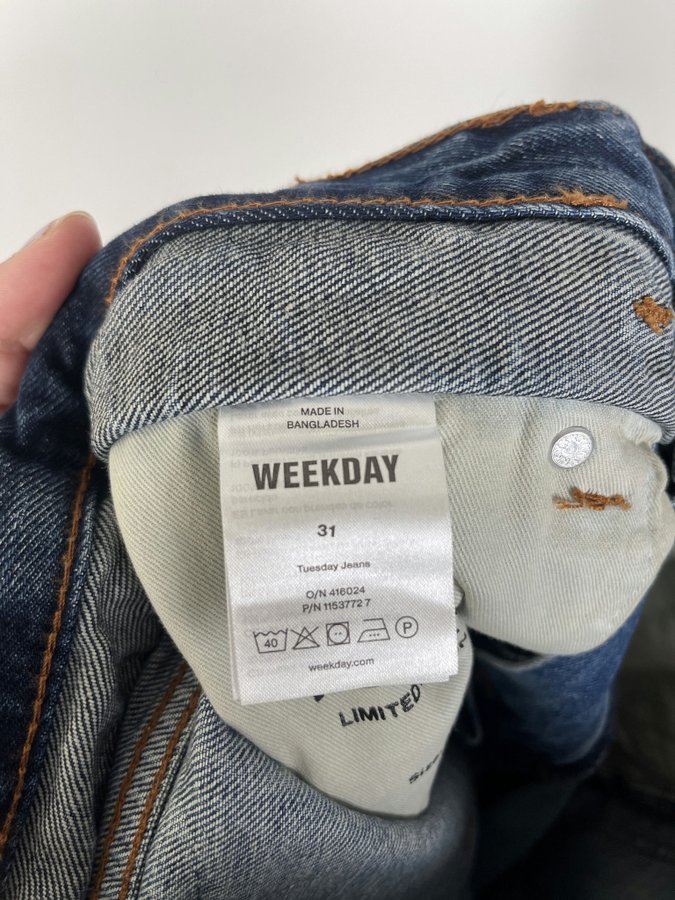 MADE IN
BANGLADESH
WEEKDAY
31
Tuesday Jeans
O/N 416024
P/N 1153772 7
40
P
weekday.com
LIMITED